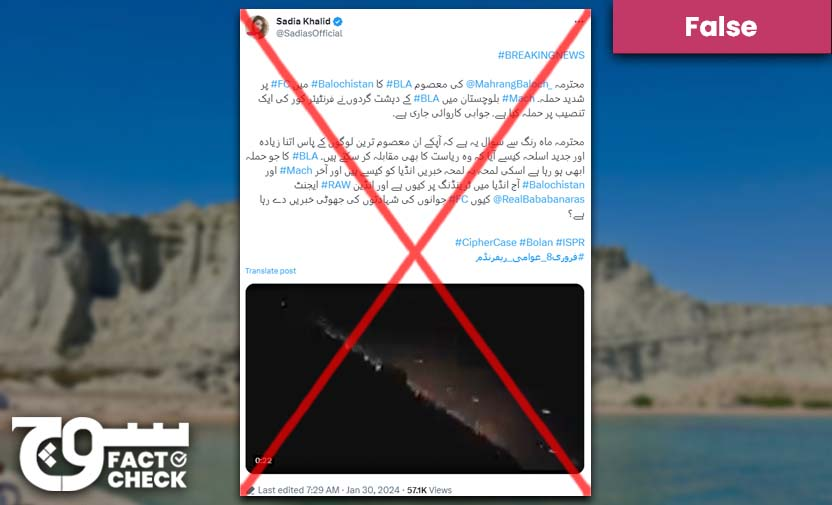 False
Sadia Khalid
@SadiasOfficial
#BREAKINGNEWS
محترمہ @MahrangBaloch_ کی معصوم BLA# کا Balochistan# میں FC# پر
شدید حملہ۔ Mach# بلوچستان میں BLA# کے دہشت گردوں نے فرنٹیئر کور کی ایک
تنصیب پر حملہ کیا ہے۔ جوابی کاروائی جاری ہے۔
محترمہ ماہ رنگ سے سوال یہ ہے کہ آپکے ان معصوم ترین لوگوں کے پاس اتنا زیادہ
اور جدید اسلحہ کیسے آیا کہ وہ ریاست کا بھی مقابلہ کر سکتے ہیں۔ BLA# کا جو حملہ
ابھی ہو رہا ہے اسکی لمحہ بہ لمحہ خبریں انڈیا کو کیسے ہیں اور آخر Mach# اور
Balochistan# آج انڈیا میں ٹرینڈنگ پر کیوں ہے اور انڈین RAW# ایجنٹ
@RealBababanaras کیوں FC# جوانوں کی شہادتوں کی جھوٹی خبریں دے رہا
ہے؟
#CipherCase #Bolan #ISPR
#فروری8_عوامی_ریفرنڈم
Translate post
0:22
Last edited 7:29 AM · Jan 30, 2024 · 57.1K Views
سوچ
FACT
CHECK